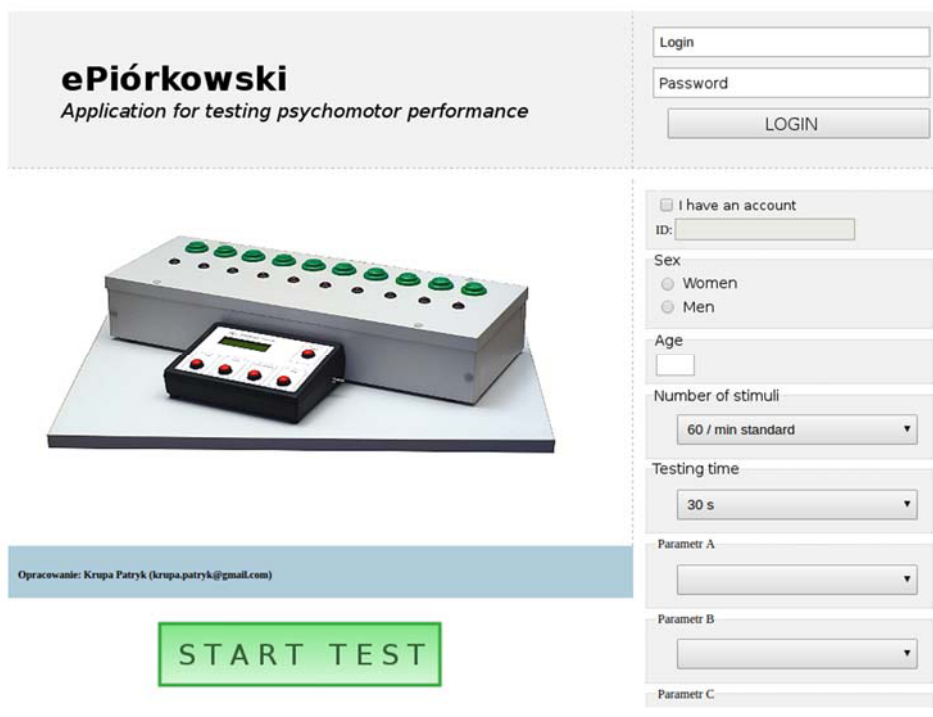 ePiórkowski
Application for testing psychomotor performance
Login
Password
LOGIN
I have an account
ID:
Sex
Women
Men
Age
Number of stimuli
60 / min standard
Testing time
30 s
Parametr A
Parametr B
Parametr C
Opracowanie: Krupa Patryk (krupa.patryk@gmail.com)
START TEST